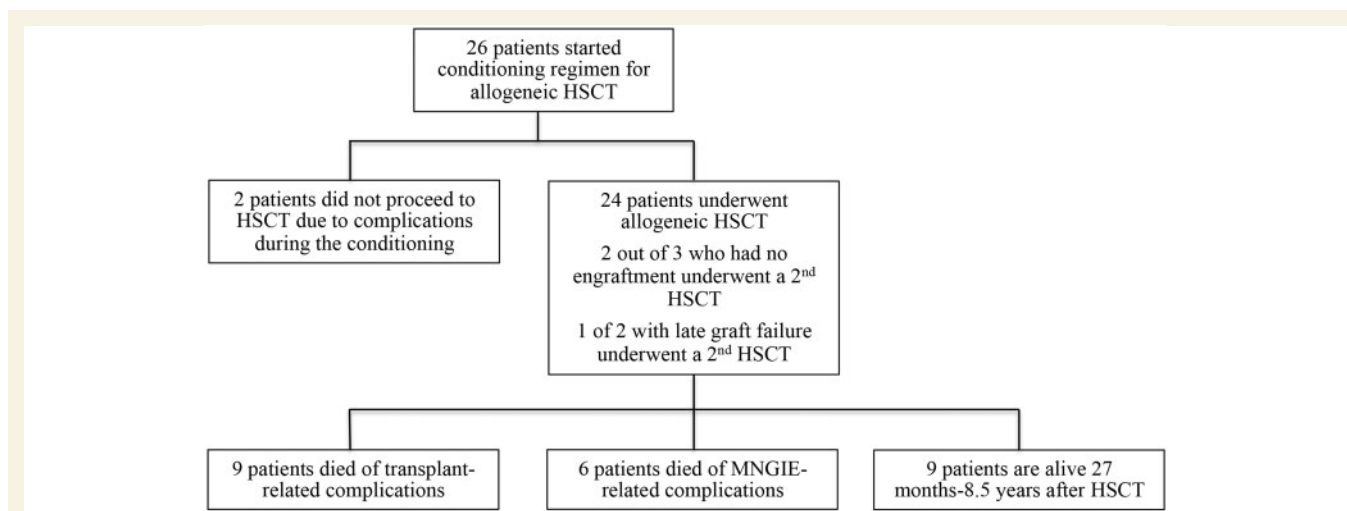 26 patients started
conditioning regimen for
allogeneic HSCT
2 patients did not proceed to
HSCT due to complications
during the conditioning
24 patients underwent
allogeneic HSCT
2 out of 3 who had no
engraftment underwent a 2nd
HSCT
1 of 2 with late graft failure
underwent a 2nd HSCT
9 patients died of transplant-
related complications
6 patients died of MNGIE-
related complications
9 patients are alive 27
months-8.5 years after HSCT